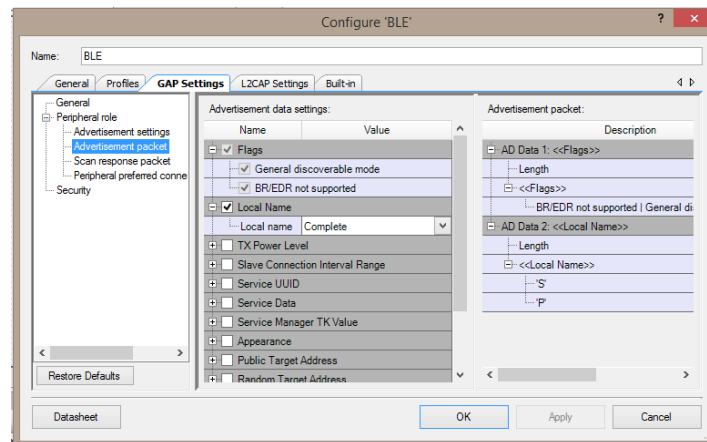 Configure 'BLE'
? ×
Name: BLE
General Profiles GAP Settings L2CAP Settings Built-in
General
Peripheral role
Advertisement settings
Advertisement packet
Scan response packet
Peripheral preferred conne
Security
Restore Defaults
Advertisement data settings:
Name Value
Flags
General discoverable mode
BR/EDR not supported
Local Name
Local name Complete
TX Power Level
Slave Connection Interval Range
Service UUID
Service Data
Service Manager TK Value
Appearance
Public Target Address
Random Target Address
Advertisement packet:
Description
AD Data 1: <<Flags>>
Length
<<Flags>>
BR/EDR not supported | General di
AD Data 2: <<Local Name>>
Length
<<Local Name>>
'S'
'P'
Datasheet OK Apply Cancel